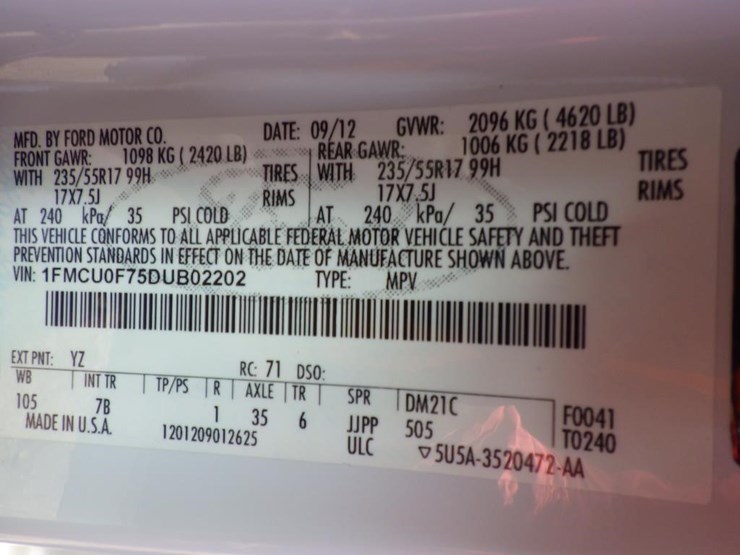 MFD. BY FORD MOTOR CO. DATE: 09/12 GVWR: 2096 KG ( 4620 LB)
FRONT GAWR: 1098 KG ( 2420 LB) REAR GAWR: 1006 KG ( 2218 LB)
WITH 235/55R17 99H TIRES WITH 235/55R17 99H TIRES
17X7.5J RIMS 17X7.5J RIMS
AT 240 kPa/ 35 PSI COLD AT 240 kPa/ 35 PSI COLD
THIS VEHICLE CONFORMS TO ALL APPLICABLE FEDERAL MOTOR VEHICLE SAFETY AND THEFT
PREVENTION STANDARDS IN EFFECT ON THE DATE OF MANUFACTURE SHOWN ABOVE.
VIN: 1FMCU0F75DUB02202 TYPE: MPV
EXT PNT: YZ RC: 71 DSO:
WB INT TR TP/PS R AXLE TR SPR DM21C F0041
105 7B 1 35 6 JJPP 505 T0240
MADE IN U.S.A. 1201209012625 ULC ▽5U5A-3520472-AA